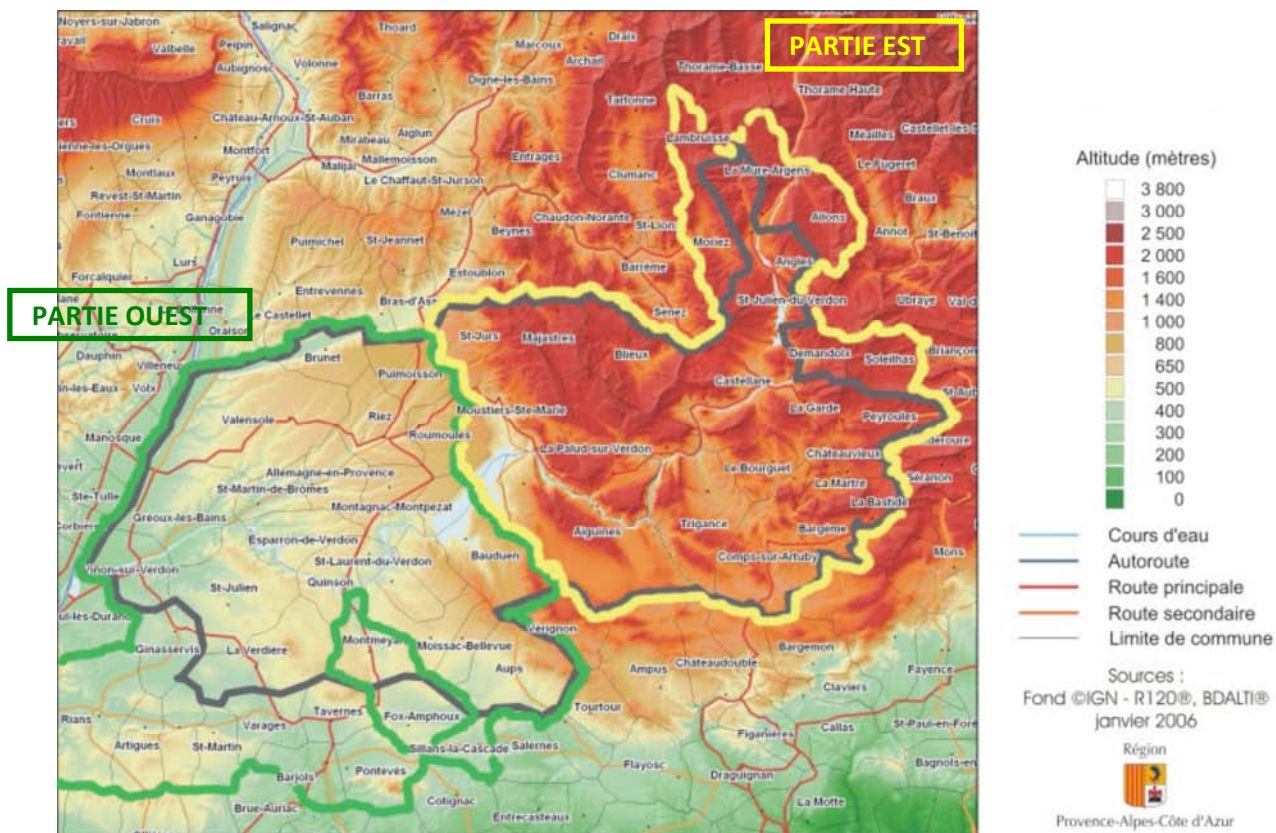 Noyers-sur-Jabron
Salignac
Thoard
Draix
PARTIE EST
Valbelle
Peipin
Marcoux
Aubignosc
Volonne
Archail
Thorame-Basse
Digne-les-Bains
Thorame Haute
Barras
Tartonne
Cruis
Château-Arnoux-St-Auban
Aiglun
Lambruisse
Méailles
Montfort
Mirabeau
Mallemoisson
Entrages
Le Fugeret
Montlaux
Peyruis
Malijai
Le Chaffaut-St-Jurson
Clumanc
La Mure-Argens
Revest-St-Martin
Braux
Fontienne
Ganagobie
Mézel
Chaudon-Norante
St-Lion
Allons
Annot
St-Benoit
Puimichel
St-Jeannet
Beynes
Moriez
Lurs
Barrême
Angles
Forcalquier
Estoublon
Entrevennes
St Julien du Verdon
Ubraye
Bras-d'Asse
PARTIE OUEST
Le Castellet
Senez
Oraison
St-Jurs
Majastres
Dauphin
Brunet
Blieux
Demandolx
Soleilhas
Briançon
Villeneuve
Puimoisson
Volx
Castellane
Moustiers-Ste-Marie
La Garde
Peyroules
Valensole
Riez
Manosque
Roumoules
La Palud sur Verdon
Châteauvieux
Allemagne-en-Provence
Le Bourguet
Séranon
Ste-Tulle
St-Martin-de-Bromes
La Martre
Montagnac-Montpezat
La Bastide
Gréoux-les-Bains
Trigance
Corbières
Aiguines
Bargème
Esparron-de-Verdon
Comps-sur-Artuby
Mons
St-Laurent-du-Verdon
Bauduen
Vinon-sur-Verdon
Quinson
St-Julien
Vérignon
Ginasservis
La Verdière
Montmeyan
Moissac-Bellevue
Bargemon
Aups
Ampus
Châteaudouble
Fayence
Claviers
Tavernes
Tourtour
Rians
Varages
Fox-Amphoux
Callas
St-Paul-en-Forêt
Artigues
St-Martin
Sillans-la-Cascade
Salernes
Figanières
Pontevès
Flayosc
Bagnols-en
Barjols
Draguignan
Brue-Auriac
Cotignac
La Motte
Entrecasteaux
Altitude (mètres)
3 800
3 000
2 500
2 000
1 600
1 400
1 000
800
650
500
400
300
200
100
0
Cours d'eau
Autoroute
Route principale
Route secondaire
Limite de commune
Sources :
Fond ©IGN - R120®, BDALTI®
janvier 2006
Région
Provence-Alpes-Côte d'Azur